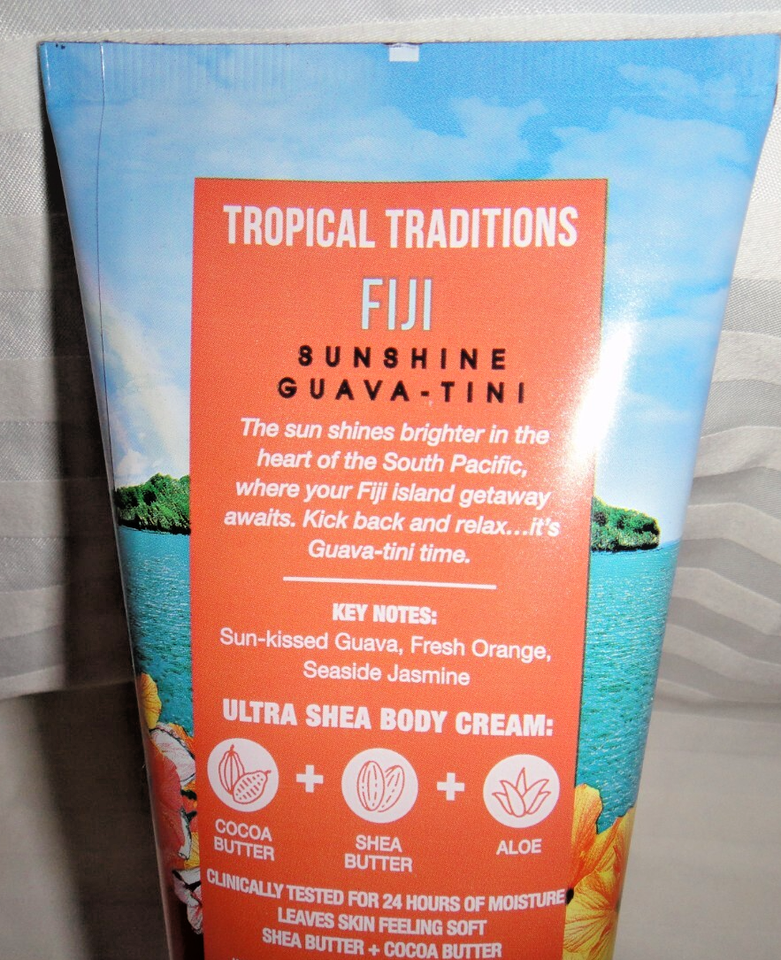 TROPICAL TRADITIONS
FIJI
SUNSHINE
GUAVA-TINI
The sun shines brighter in the
heart of the South Pacific,
where your Fiji island getaway
awaits. Kick back and relax...it's
Guava-tini time.
KEY NOTES:
Sun-kissed Guava, Fresh Orange,
Seaside Jasmine
ULTRA SHEA BODY CREAM:
COCOA BUTTER + SHEA BUTTER + ALOE
CLINICALLY TESTED FOR 24 HOURS OF MOISTURE
LEAVES SKIN FEELING SOFT
SHEA BUTTER + COCOA BUTTER